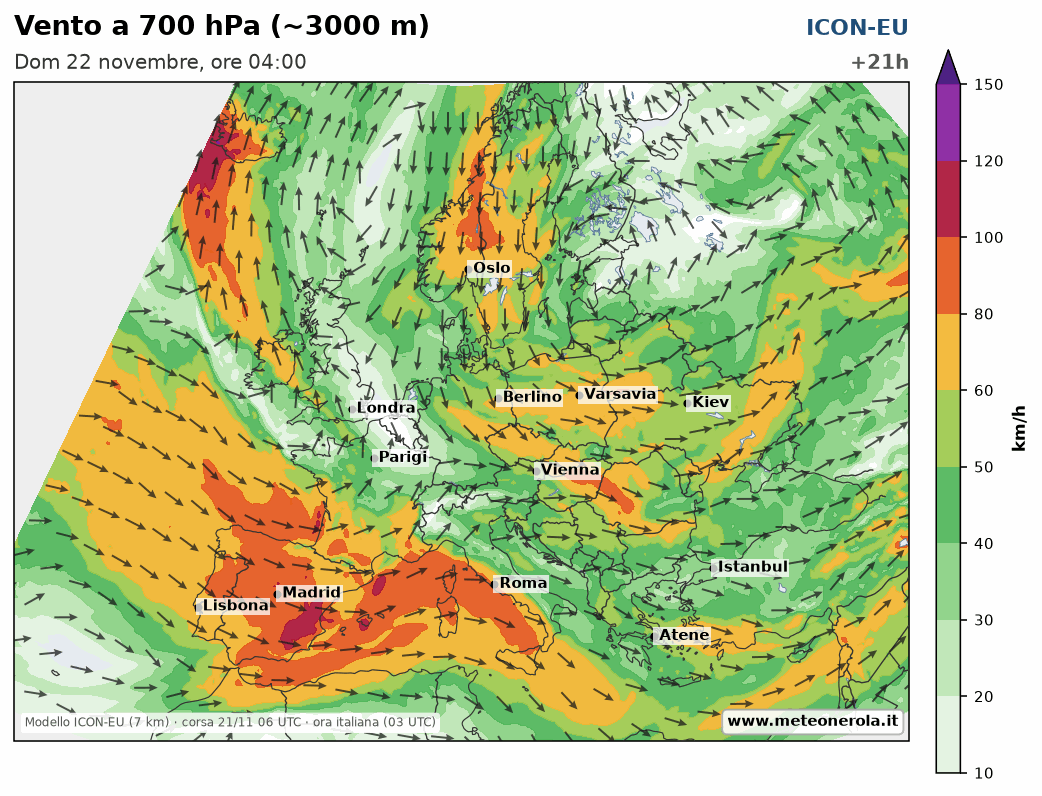 Vento a 700 hPa (~3000 m)
ICON-EU
Dom 22 novembre, ore 04:00
+21h
150
120
100
80
60
50
40
30
20
10
km/h
Oslo
Berlino
Varsavia
Kiev
Londra
Parigi
Vienna
Istanbul
Roma
Madrid
Lisbona
Atene
Modello ICON-EU (7 km) · corsa 21/11 06 UTC · ora italiana (03 UTC)
www.meteonerola.it